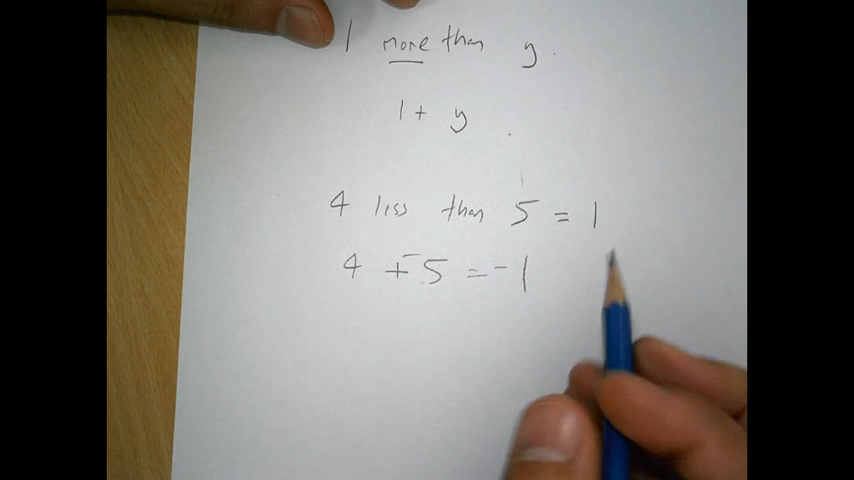 1 more than y.
1 + y.
4 less than 5 = 1
4 + -5 = -1